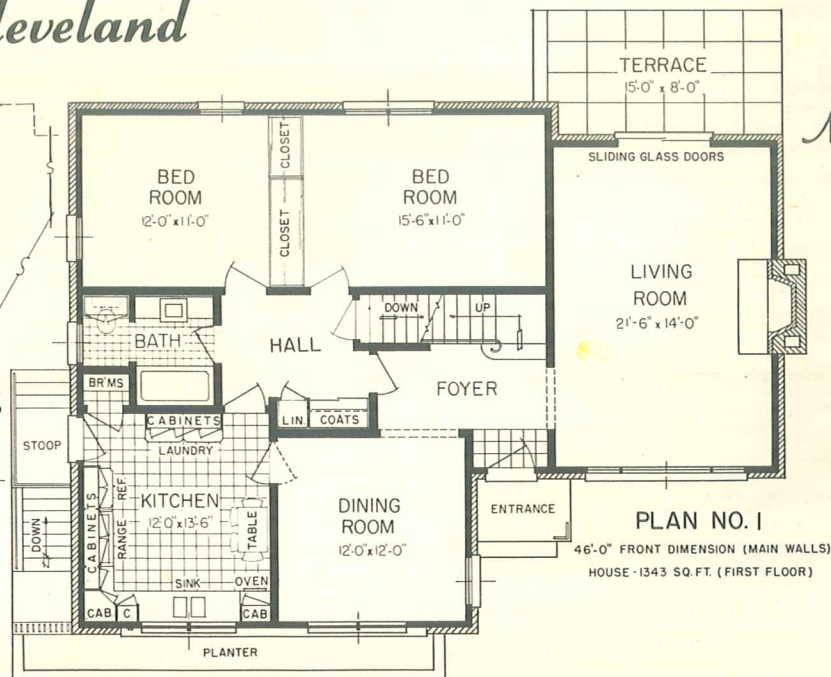 leveland
TERRACE
15'-0" x 8'-0"
SLIDING GLASS DOORS
BED
ROOM
12'-0" x 11'-0"
CLOSET
CLOSET
BED
ROOM
15'-6" x 11'-0"
LIVING
ROOM
21'-6" x 14'-0"
BATH
HALL
DOWN
UP
FOYER
BR'MS
LIN.
COATS
STOOP
DOWN
CABINETS
LAUNDRY
CABINETS
RANGE
REF.
KITCHEN
12'0" x 13'-6"
TABLE
SINK
OVEN
CAB
C
CAB
DINING
ROOM
12'-0" x 12'-0"
ENTRANCE
PLANTER
PLAN NO. 1
46'-0" FRONT DIMENSION (MAIN WALLS)
HOUSE - 1343 SQ. FT. (FIRST FLOOR)